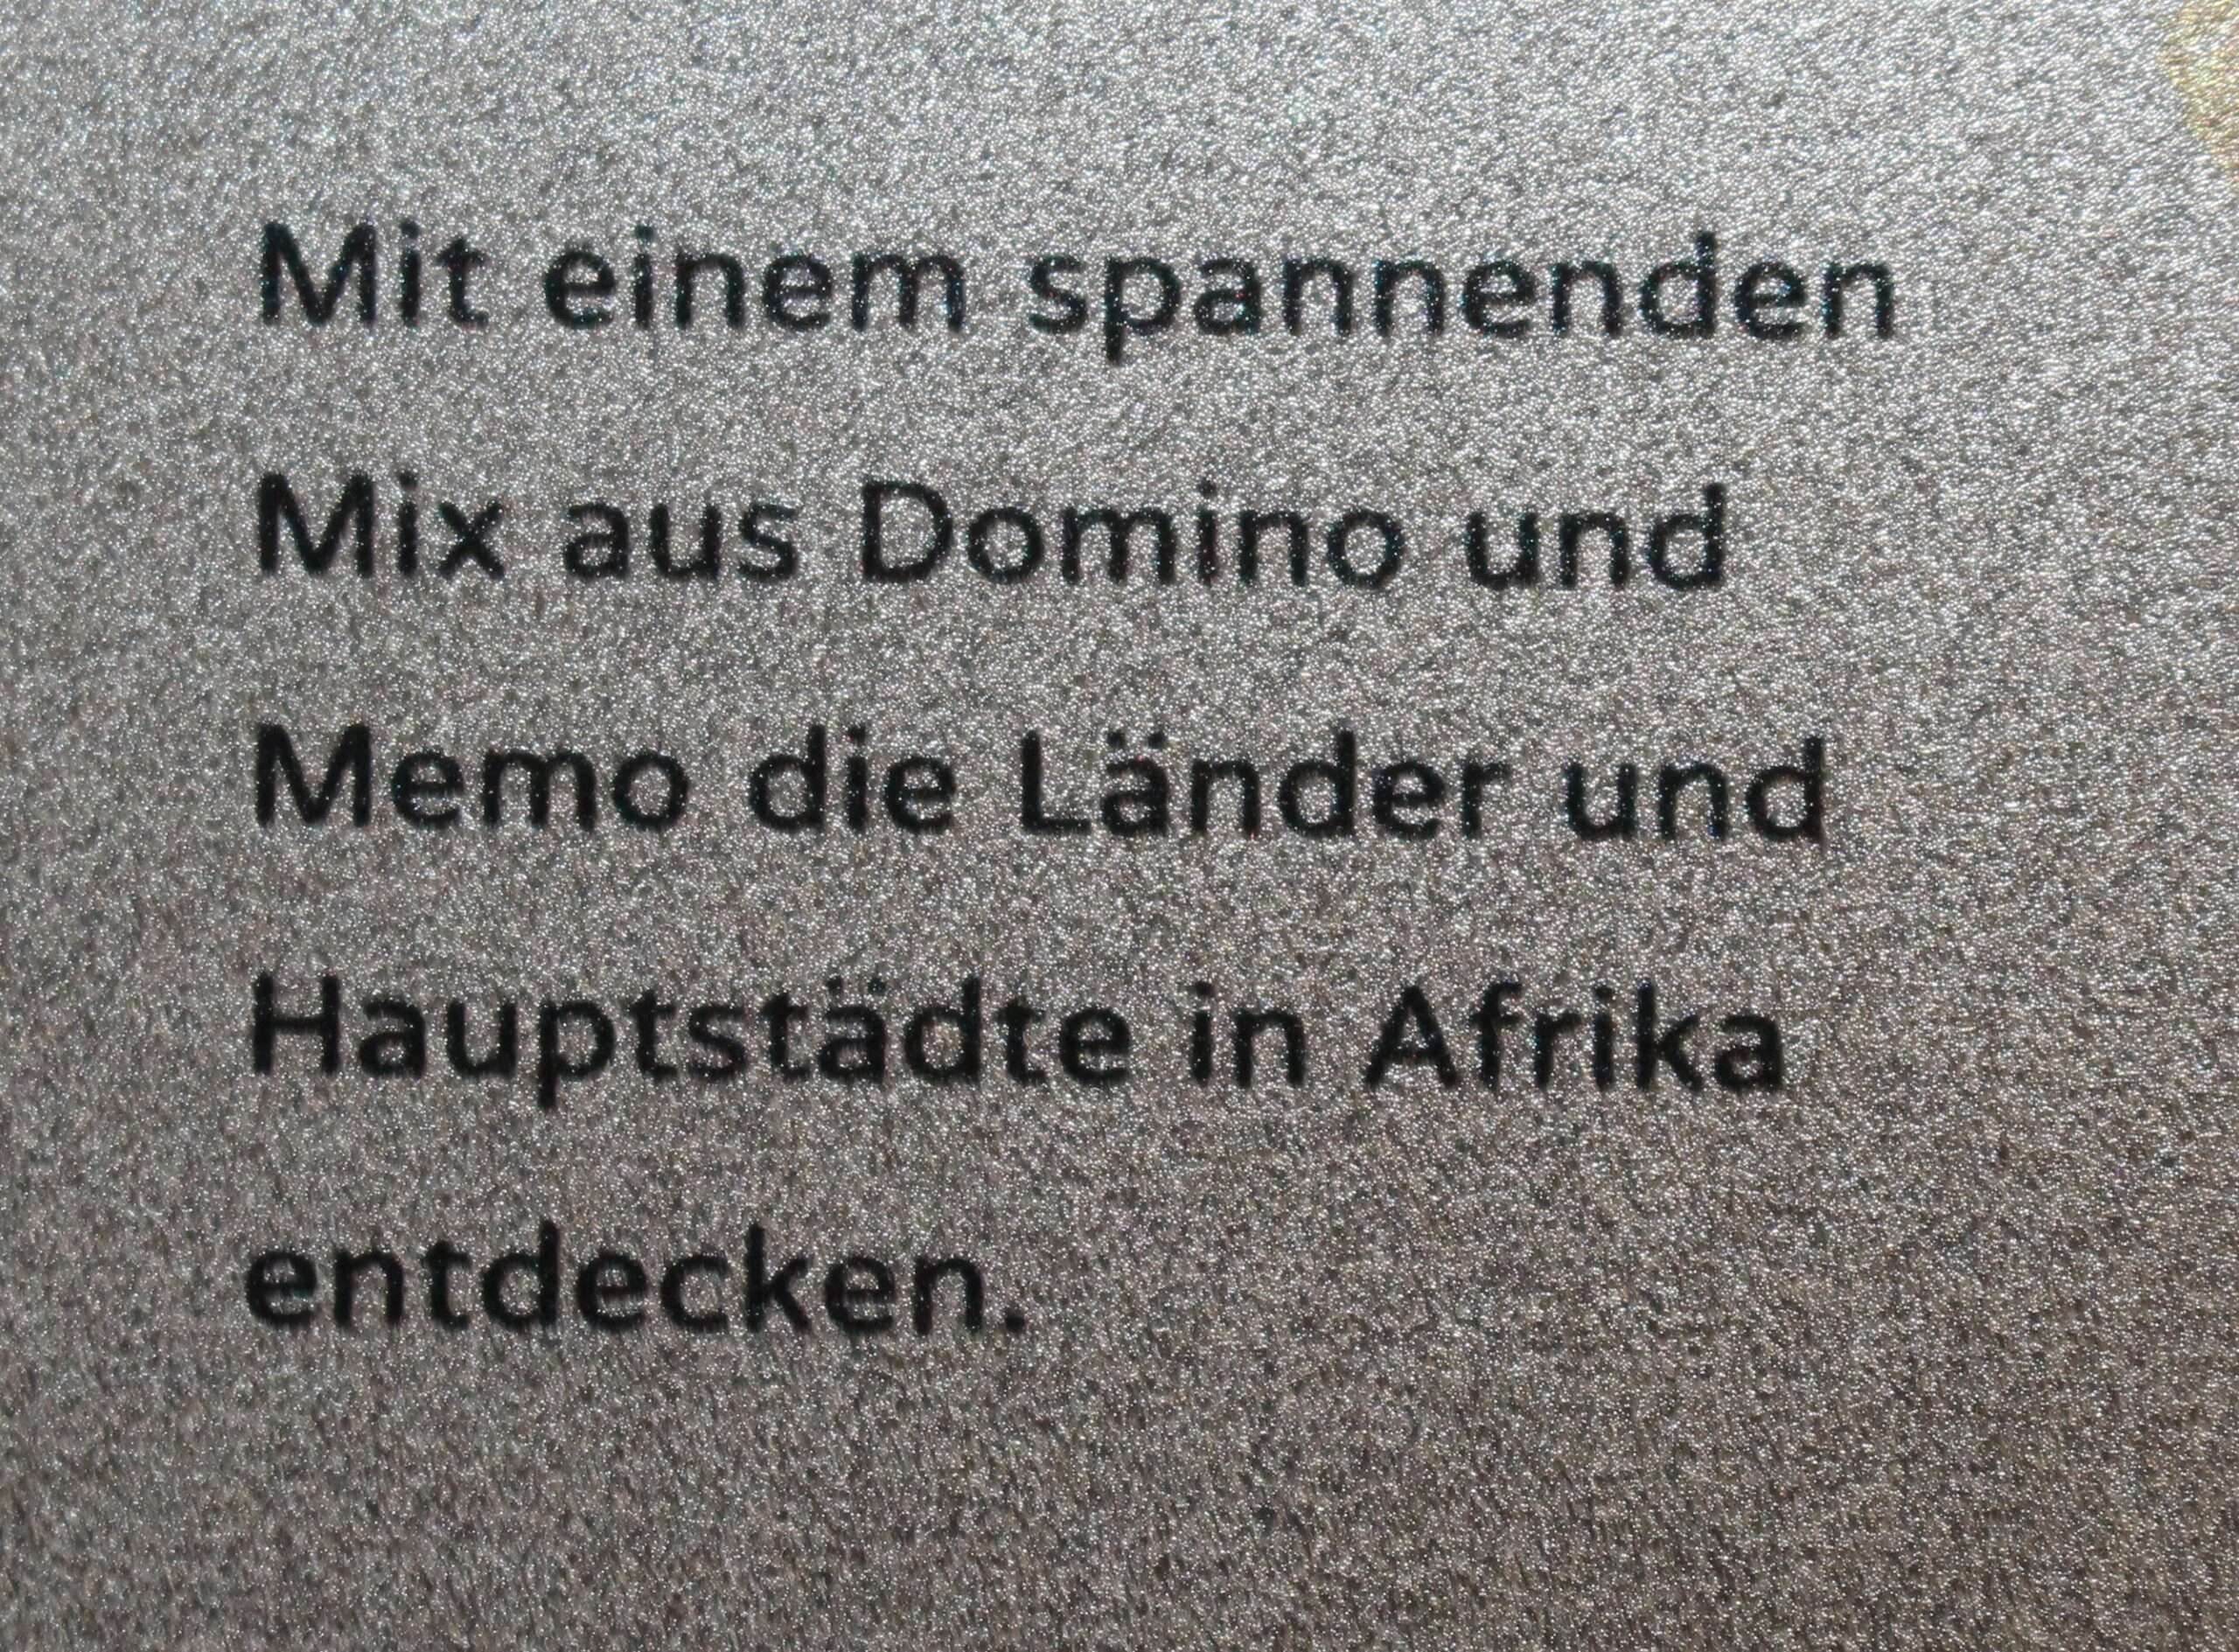 Mit einem spannenden
Mix aus Domino und
Memo die Länder und
Hauptstädte in Afrika
entdecken.